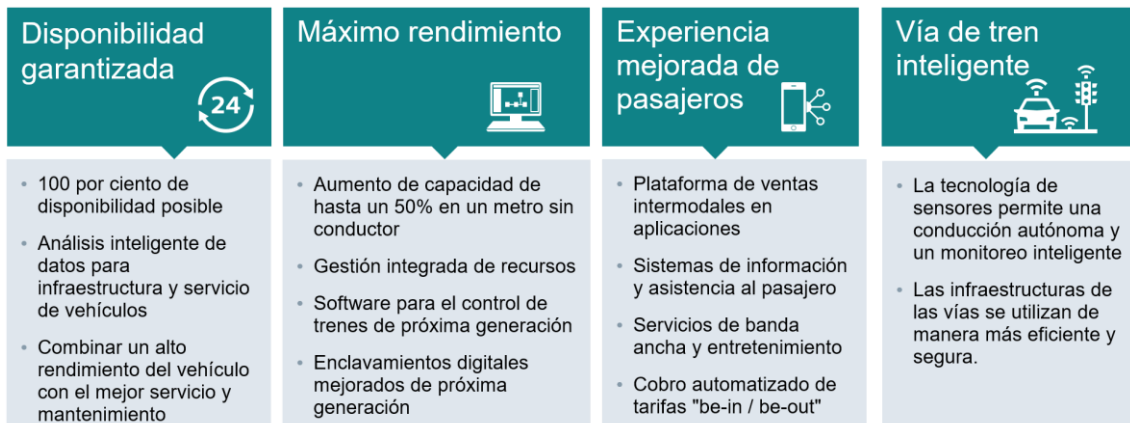 Disponibilidad
garantizada
24
• 100 por ciento de
disponibilidad posible
• Análisis inteligente de
datos para
infraestructura y servicio
de vehículos
• Combinar un alto
rendimiento del vehículo
con el mejor servicio y
mantenimiento
Máximo rendimiento
• Aumento de capacidad de
hasta un 50% en un metro sin
conductor
• Gestión integrada de recursos
• Software para el control de
trenes de próxima generación
• Enclavamientos digitales
mejorados de próxima
generación
Experiencia
mejorada de
pasajeros
• Plataforma de ventas
intermodales en
aplicaciones
• Sistemas de información
y asistencia al pasajero
• Servicios de banda
ancha y entretenimiento
• Cobro automatizado de
tarifas "be-in / be-out"
Vía de tren
inteligente
• La tecnología de
sensores permite una
conducción autónoma y
un monitoreo inteligente
• Las infraestructuras de
las vías se utilizan de
manera más eficiente y
segura.